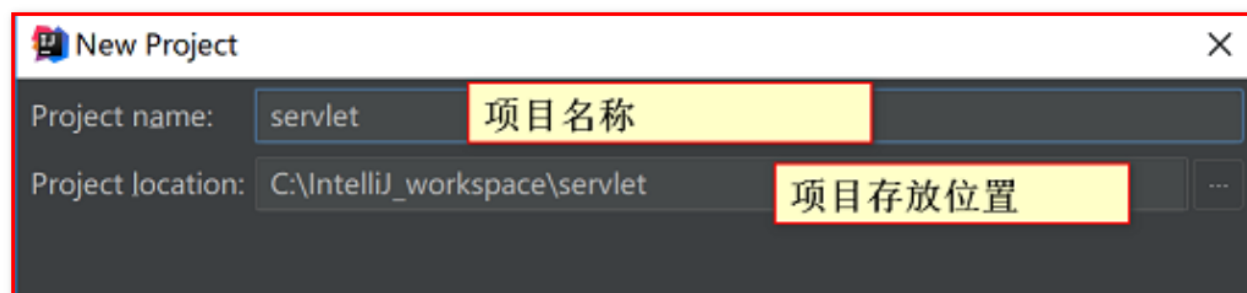 New Project
Project name: servlet 项目名称
Project location: C:\IntelliJ_workspace\servlet 项目存放位置 ...